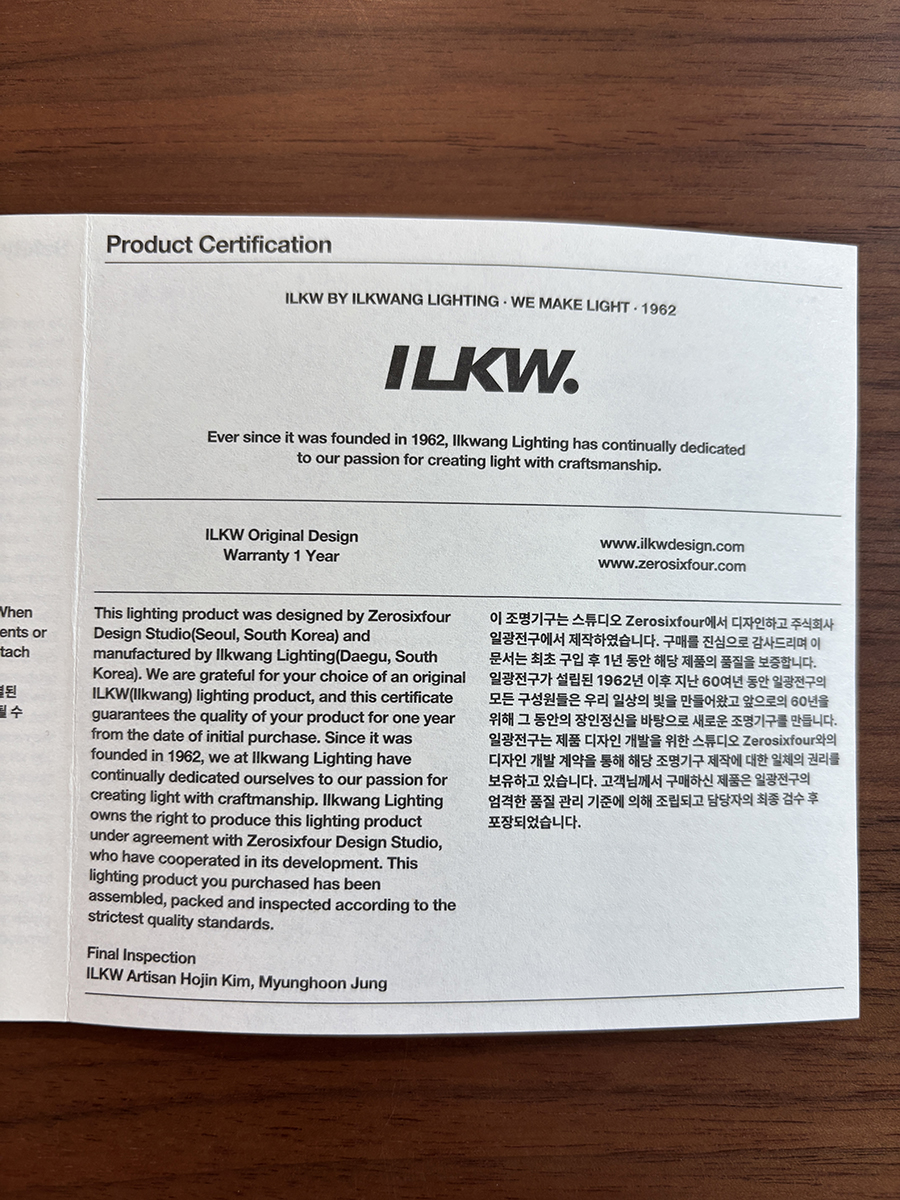 Product Certification
ILKW BY ILKWANG LIGHTING · WE MAKE LIGHT · 1962
ILKW.
Ever since it was founded in 1962, Ilkwang Lighting has continually dedicated
to our passion for creating light with craftsmanship.
ILKW Original Design
Warranty 1 Year
www.ilkwdesign.com
www.zerosixfour.com
When
ents or
tach
결된
될 수
This lighting product was designed by Zerosixfour
Design Studio(Seoul, South Korea) and
manufactured by Ilkwang Lighting(Daegu, South
Korea). We are grateful for your choice of an original
ILKW(Ilkwang) lighting product, and this certificate
guarantees the quality of your product for one year
from the date of initial purchase. Since it was
founded in 1962, we at Ilkwang Lighting have
continually dedicated ourselves to our passion for
creating light with craftmanship. Ilkwang Lighting
owns the right to produce this lighting product
under agreement with Zerosixfour Design Studio,
who have cooperated in its development. This
lighting product you purchased has been
assembled, packed and inspected according to the
strictest quality standards.
Final Inspection
ILKW Artisan Hojin Kim, Myunghoon Jung
이 조명기구는 스튜디오 Zerosixfour에서 디자인하고 주식회사
일광전구에서 제작하였습니다. 구매를 진심으로 감사드리며 이
문서는 최초 구입 후 1년 동안 해당 제품의 품질을 보증합니다.
일광전구가 설립된 1962년 이후 지난 60여년 동안 일광전구의
모든 구성원들은 우리 일상의 빛을 만들어왔고 앞으로의 60년을
위해 그 동안의 장인정신을 바탕으로 새로운 조명기구를 만듭니다.
일광전구는 제품 디자인 개발을 위한 스튜디오 Zerosixfour와의
디자인 개발 계약을 통해 해당 조명기구 제작에 대한 일체의 권리를
보유하고 있습니다. 고객님께서 구매하신 제품은 일광전구의
엄격한 품질 관리 기준에 의해 조립되고 담당자의 최종 검수 후
포장되었습니다.